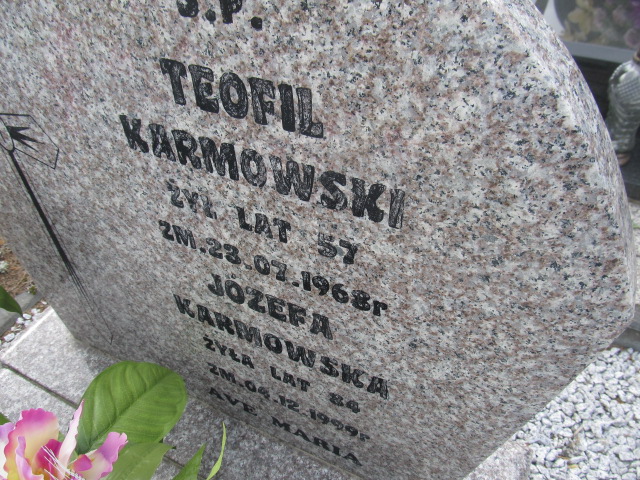 Ś.P.
TEOFIL
KARMOWSKI
ŻYŁ LAT 57
ZM.23.07.1968r
JÓZEFA
KARMOWSKA
ŻYŁA LAT 84
ZM.04.12.1999r
AVE MARIA